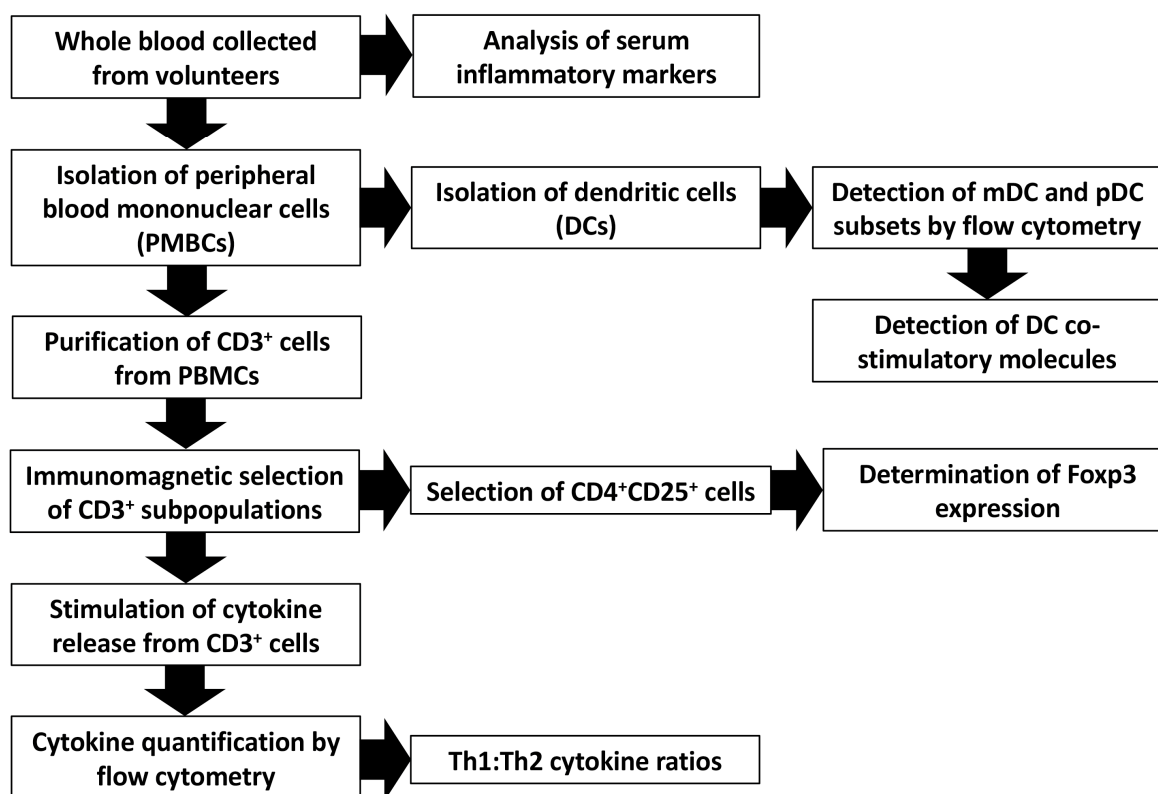 Whole blood collected
from volunteers
Analysis of serum
inflammatory markers
Isolation of peripheral
blood mononuclear cells
(PMBCs)
Isolation of dendritic cells
(DCs)
Detection of mDC and pDC
subsets by flow cytometry
Detection of DC co-
stimulatory molecules
Purification of CD3⁺ cells
from PBMCs
Immunomagnetic selection
of CD3⁺ subpopulations
Selection of CD4⁺CD25⁺ cells
Determination of Foxp3
expression
Stimulation of cytokine
release from CD3⁺ cells
Cytokine quantification by
flow cytometry
Th1:Th2 cytokine ratios